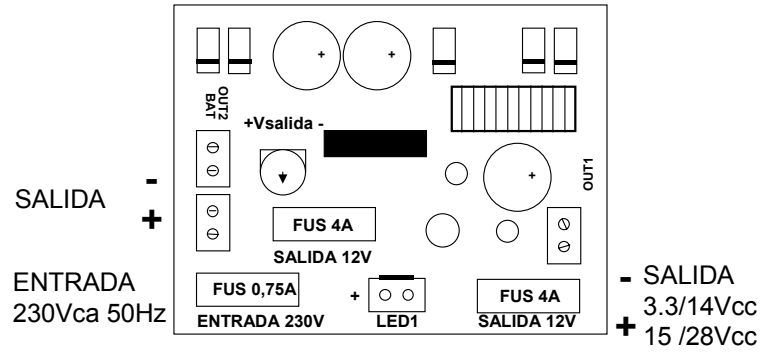 OUT2
BAT
+Vsalida -
OUT1
-
SALIDA
+
FUS 4A
SALIDA 12V
ENTRADA
230Vca 50Hz
FUS 0,75A
ENTRADA 230V
+
LED1
FUS 4A
SALIDA 12V
- SALIDA
3.3/14Vcc
+ 15 /28Vcc
+
+
+